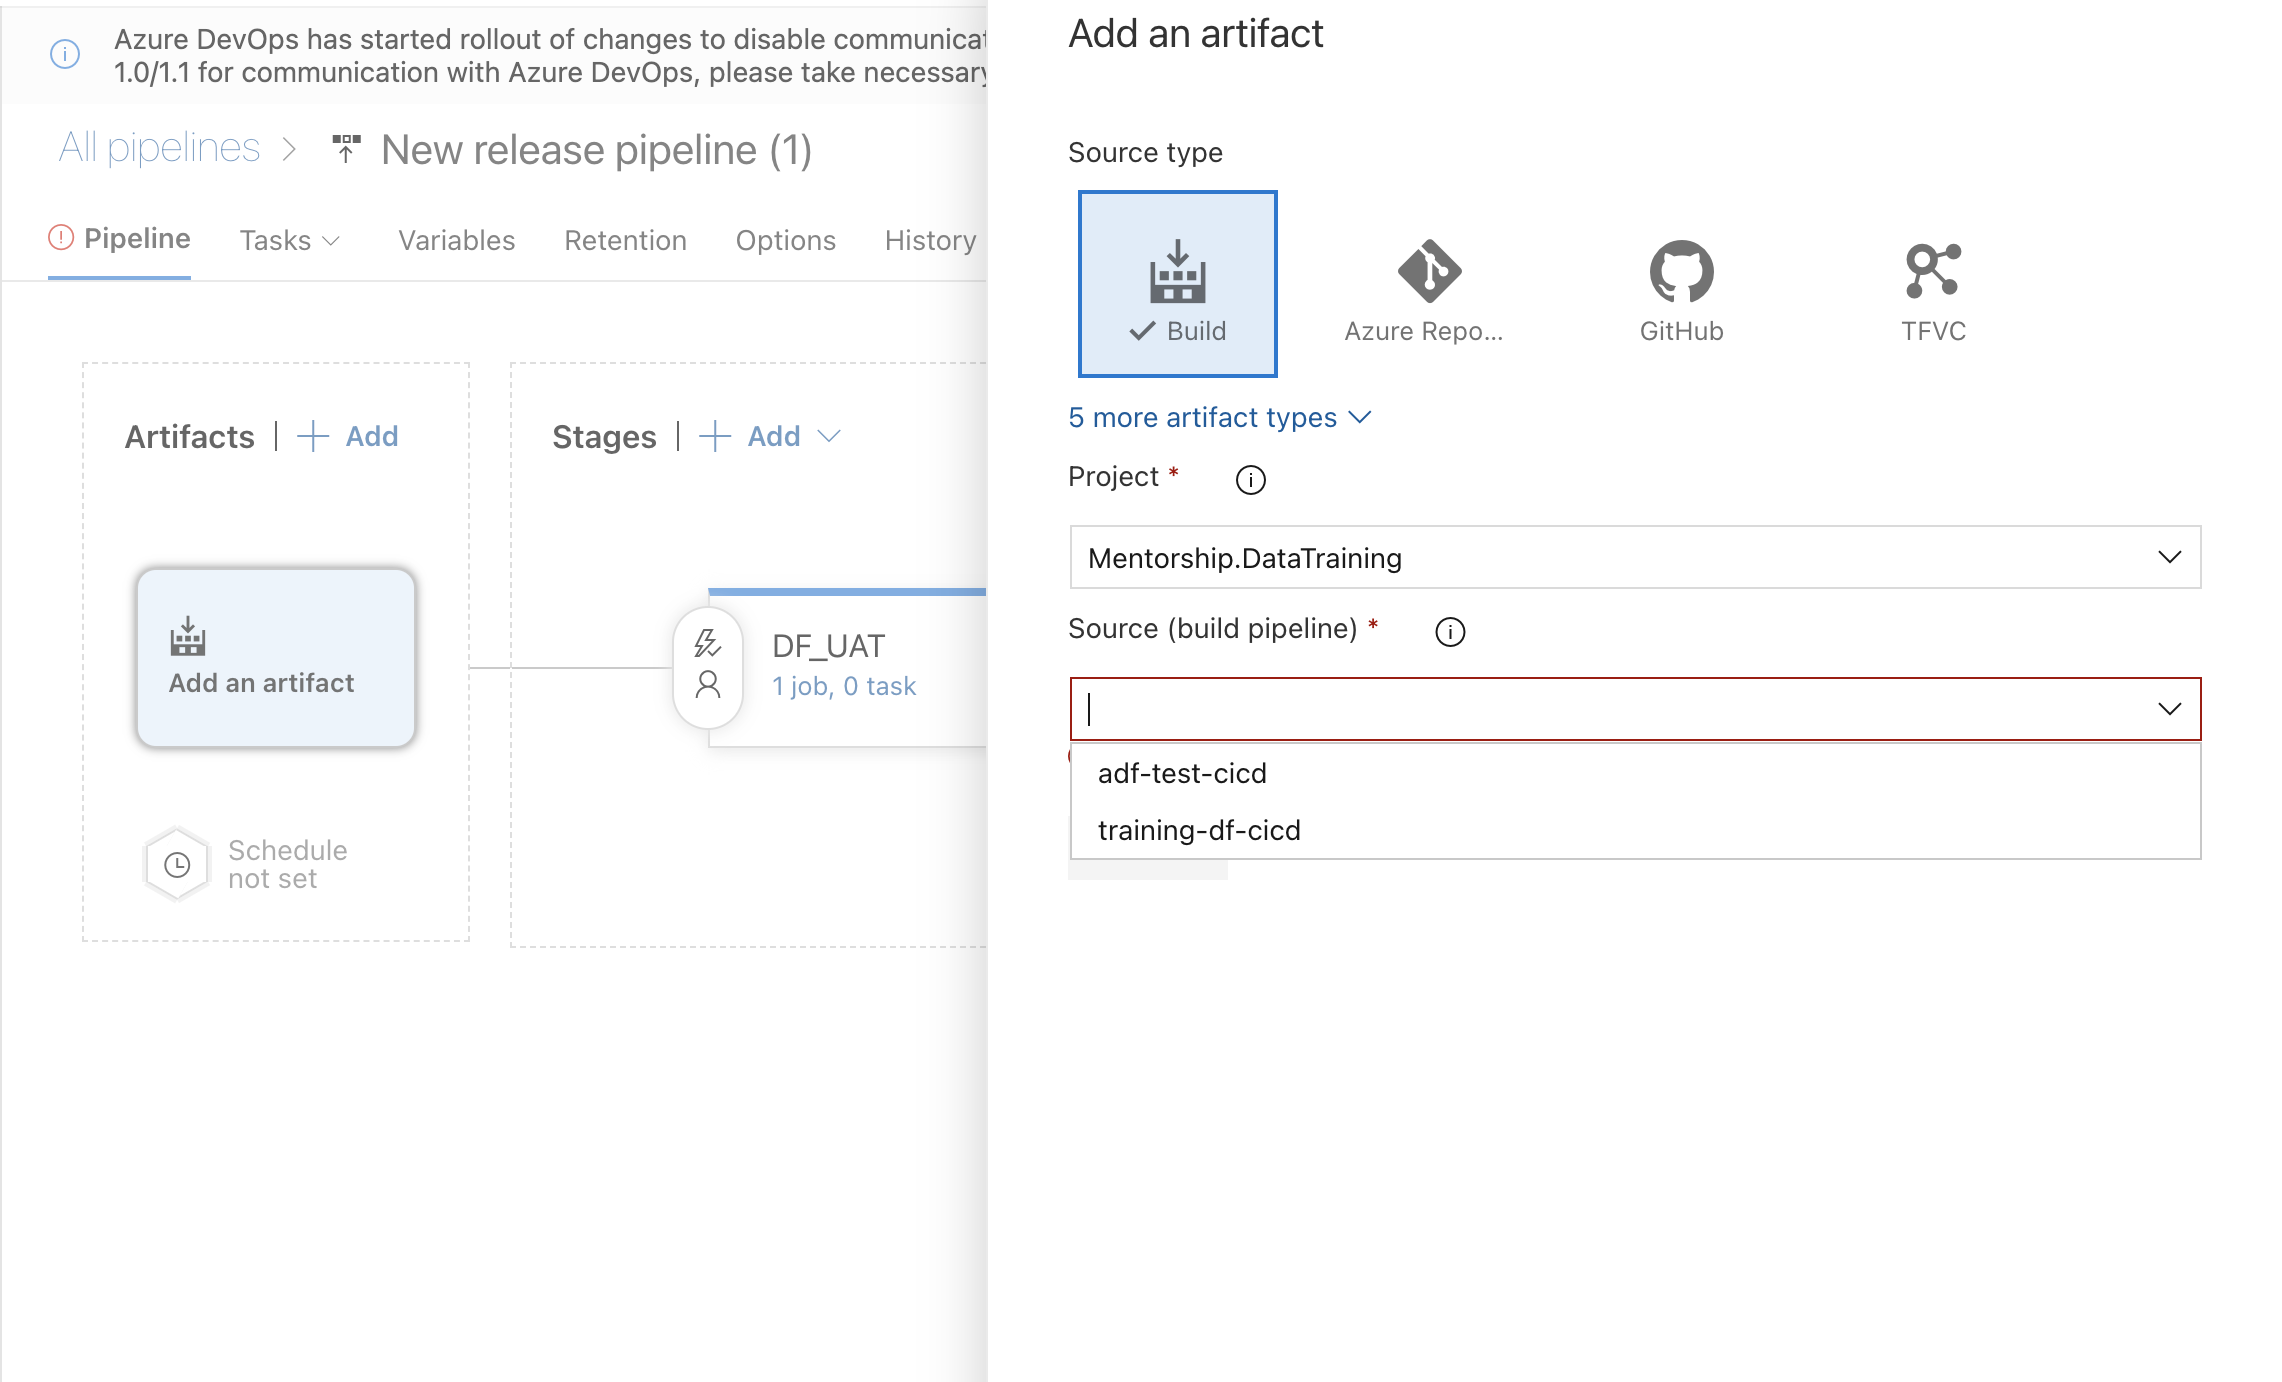 Azure DevOps has started rollout of changes to disable communicat
1.0/1.1 for communication with Azure DevOps, please take necessary
All pipelines
New release pipeline (1)
Pipeline
Tasks
Variables
Retention
Options
History
Artifacts
Add
Stages
Add
Add an artifact
DF_UAT
1 job, 0 task
Schedule
not set
Add an artifact
Source type
Build
Azure Repo...
GitHub
TFVC
5 more artifact types
Project *
Mentorship.DataTraining
Source (build pipeline) *
adf-test-cicd
training-df-cicd